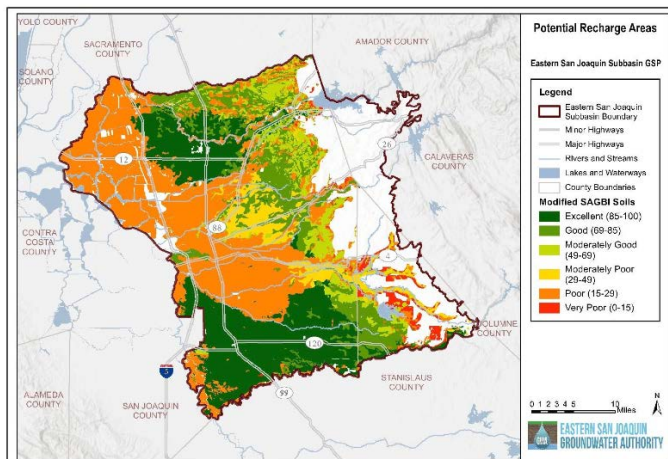 YOLO COUNTY
SACRAMENTO
COUNTY
AMADOR COUNTY
SOLANO
COUNTY
12
26
CALAVERAS
COUNTY
CONTRA
COSTA
COUNTY
88
4
TUOLUMNE
COUNTY
120
5
STANISLAUS
COUNTY
ALAMEDA
COUNTY
SAN JOAQUIN
COUNTY
99
Potential Recharge Areas
Eastern San Joaquin Subbasin GSP
Legend
Eastern San Joaquin
Subbasin Boundary
Minor Highways
Major Highways
Rivers and Streams
Lakes and Waterways
County Boundaries
Modified SAGBI Soils
Excellent (85-100)
Good (69-85)
Moderately Good
(49-69)
Moderately Poor
(29-49)
Poor (15-29)
Very Poor (0-15)
0 1 2 3 4 5 10
Miles
N
EASTERN SAN JOAQUIN
GROUNDWATER AUTHORITY